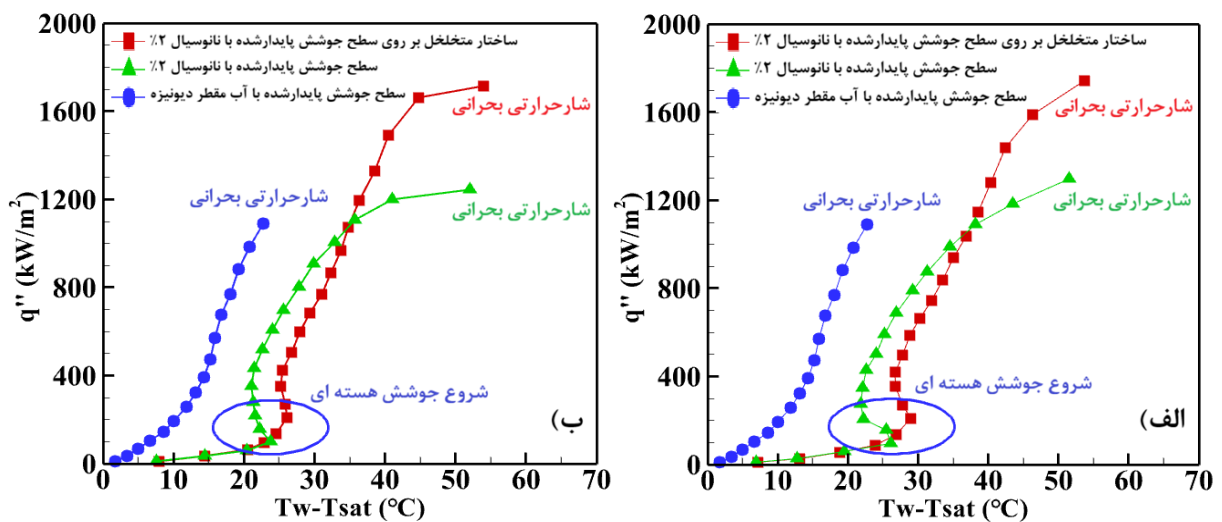 2000
1600
1200
800
400
0
q'' (kW/m²)
ساختار متخلخل بر روی سطح جوشش پایدارشده با نانوسیال ۲٪
سطح جوشش پایدارشده با نانوسیال ۲٪
سطح جوشش پایدارشده با آب مقطر دیونیزه
شارحرارتی بحرانی
شارحرارتی بحرانی
شارحرارتی بحرانی
شروع جوشش هسته ای
ب)
0 10 20 30 40 50 60 70
Tw-Tsat (°C)
2000
1600
1200
800
400
0
q'' (kW/m²)
ساختار متخلخل بر روی سطح جوشش پایدارشده با نانوسیال ۲٪
سطح جوشش پایدارشده با نانوسیال ۲٪
سطح جوشش پایدارشده با آب مقطر دیونیزه
شارحرارتی بحرانی
شارحرارتی بحرانی
شارحرارتی بحرانی
شروع جوشش هسته ای
الف)
0 10 20 30 40 50 60 70
Tw-Tsat (°C)